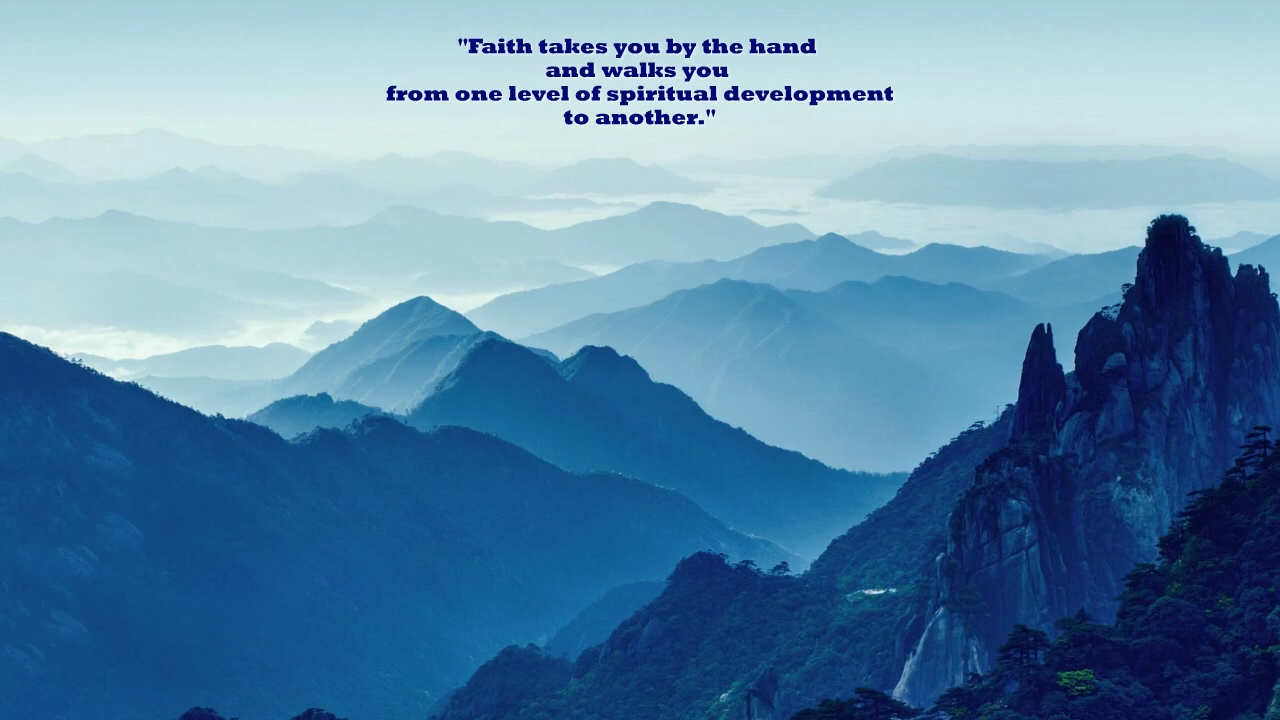 "Faith takes you by the hand
and walks you
from one level of spiritual development
to another."